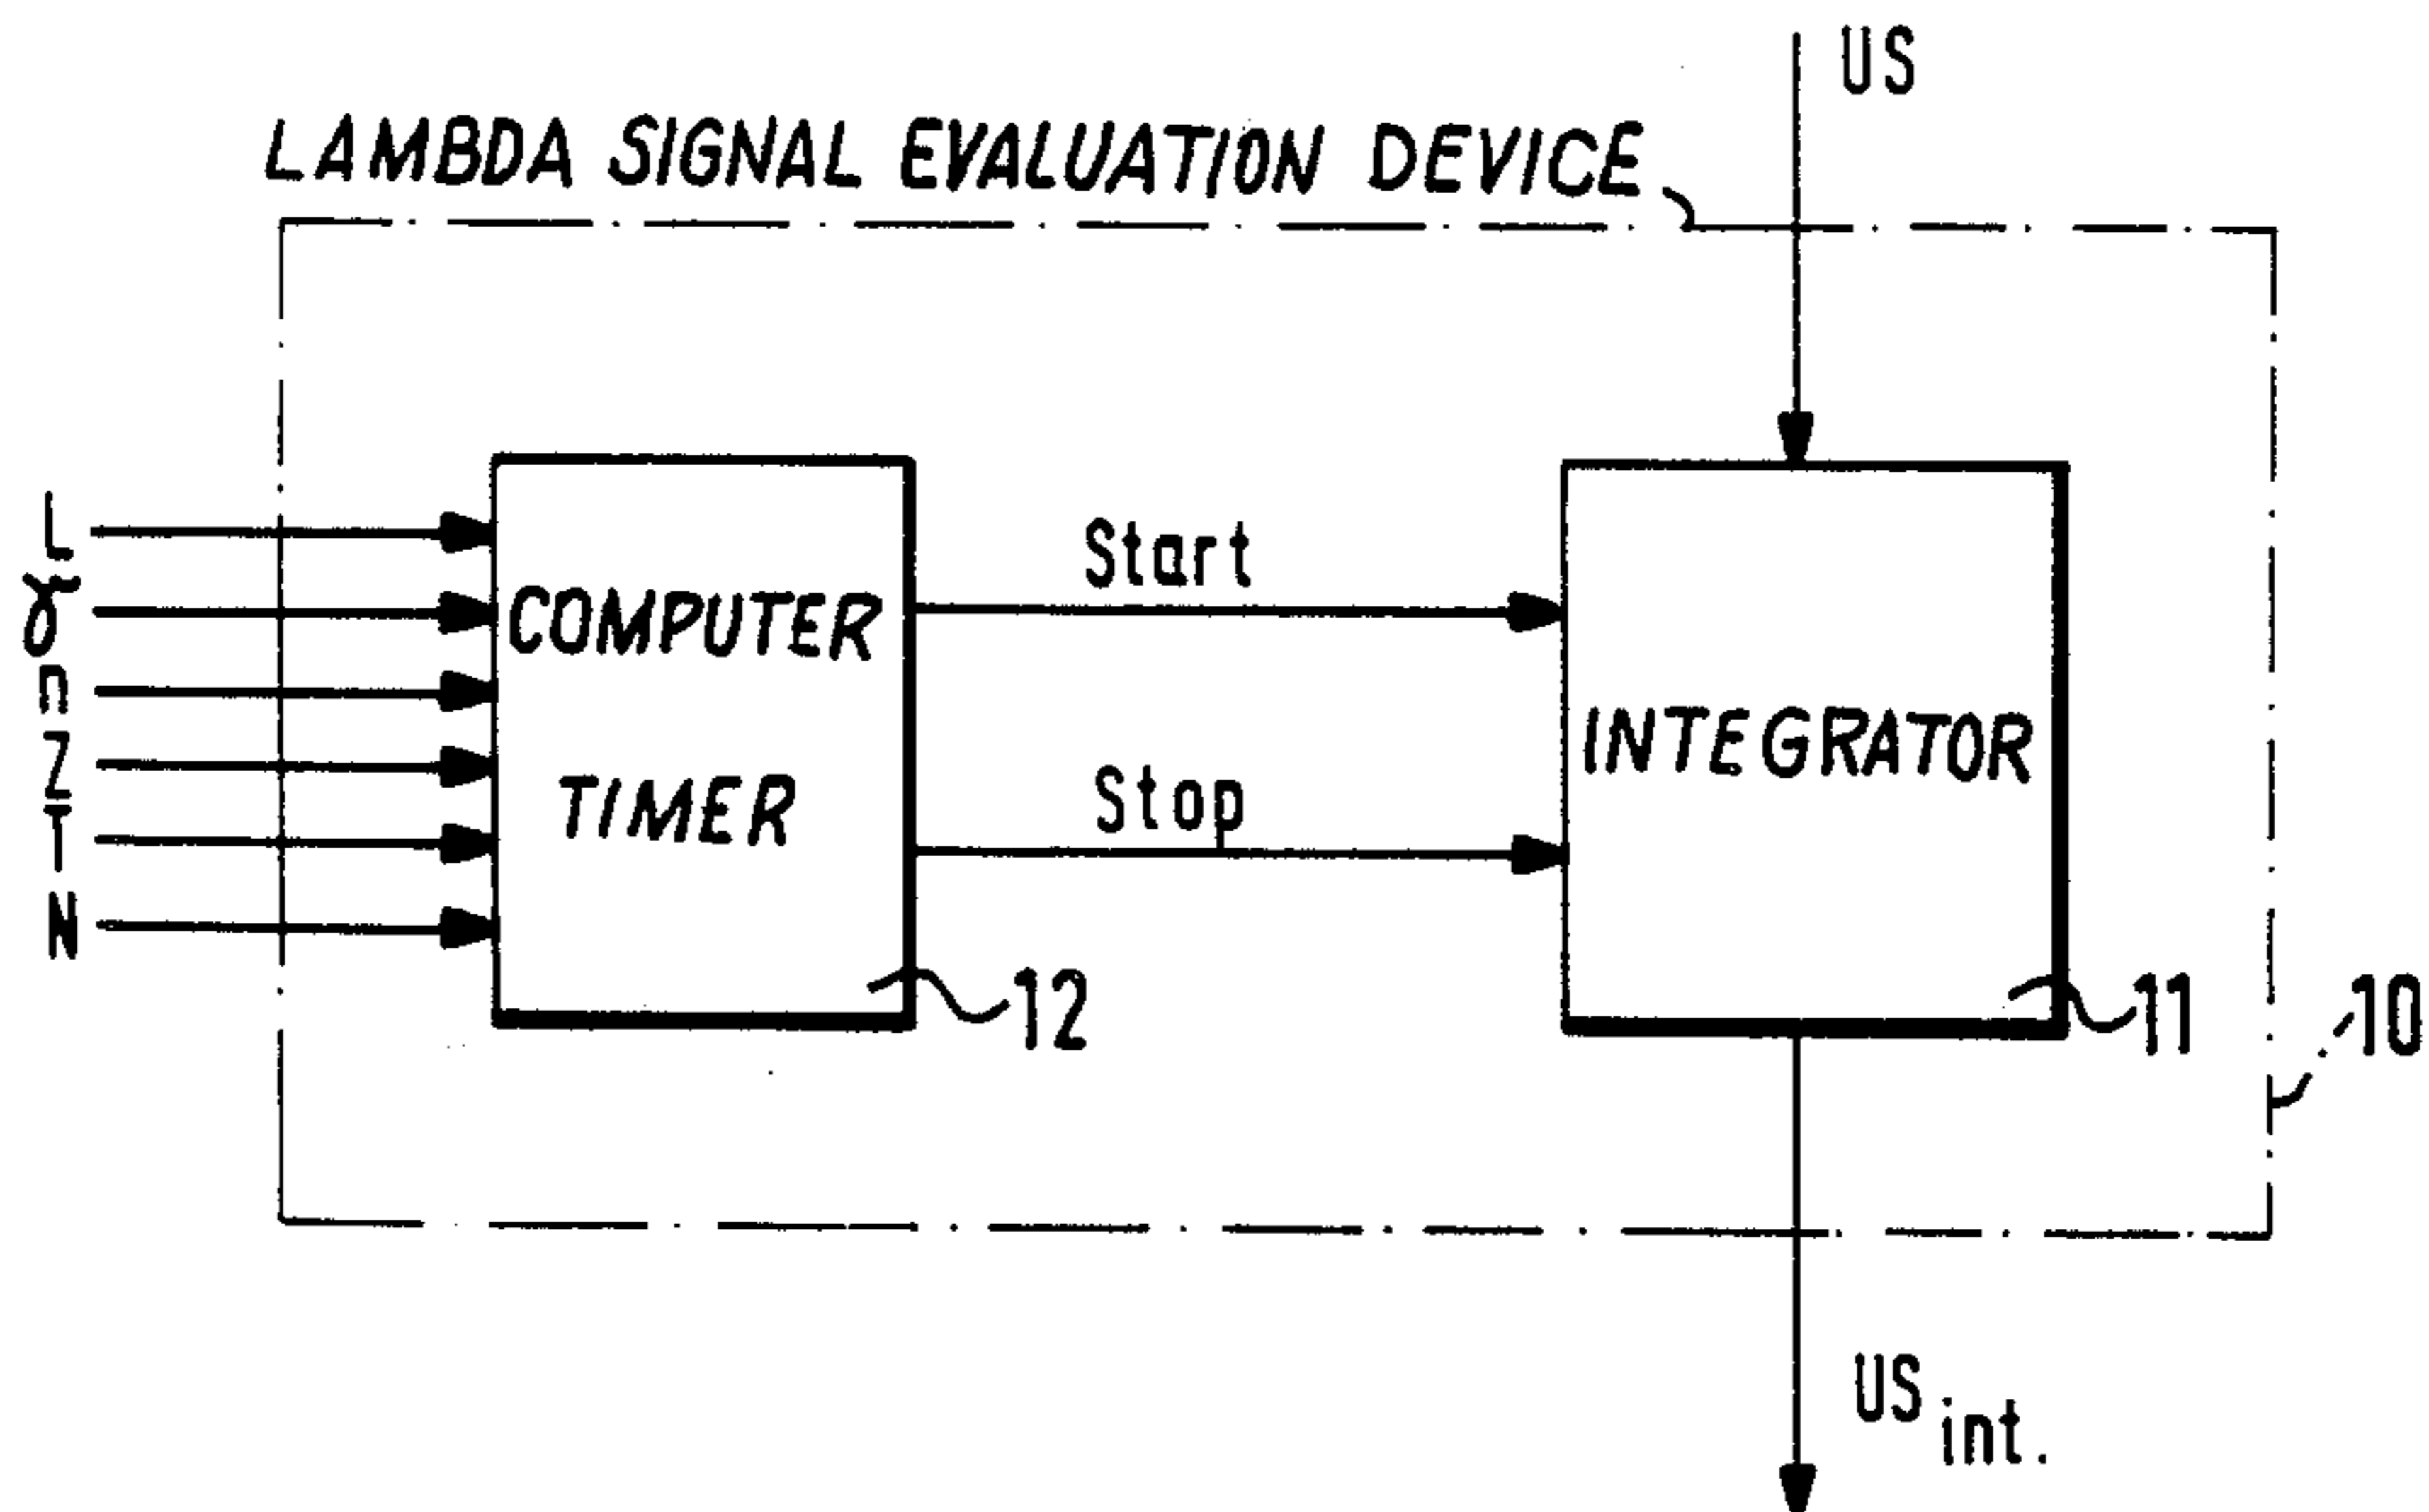 US
LAMBDA SIGNAL EVALUATION DEVICE
L
γ
n
Z
T
N
COMPUTER
TIMER
Start
Stop
INTEGRATOR
12
11
10
US int.